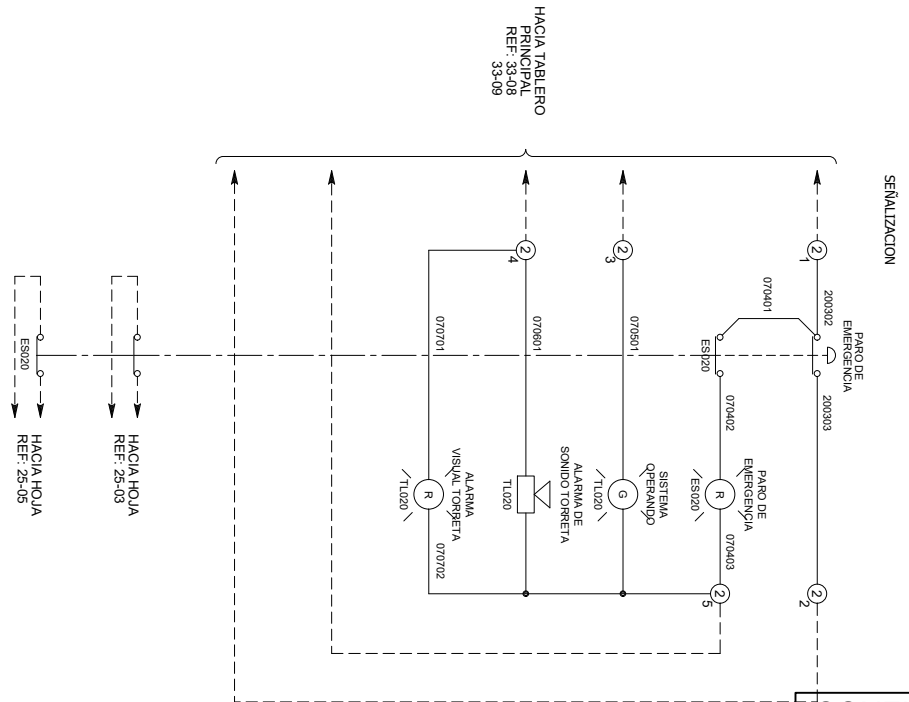 SEÑALIZACION
HACIA TABLERO
PRINCIPAL
REF: 33-08
33-09
2
1
200302
PARO DE
EMERGENCIA
200303
2
2
070401
ES020
070402
PARO DE
EMERGENCIA
R
ES020
070403
2
5
2
3
070501
SISTEMA
OPERANDO
G
TL020
2
4
070601
ALARMA DE
SONIDO TORRETA
TL020
070701
ALARMA
VISUAL TORRETA
R
TL020
070702
HACIA HOJA
REF: 25-03
ES020
HACIA HOJA
REF: 25-05